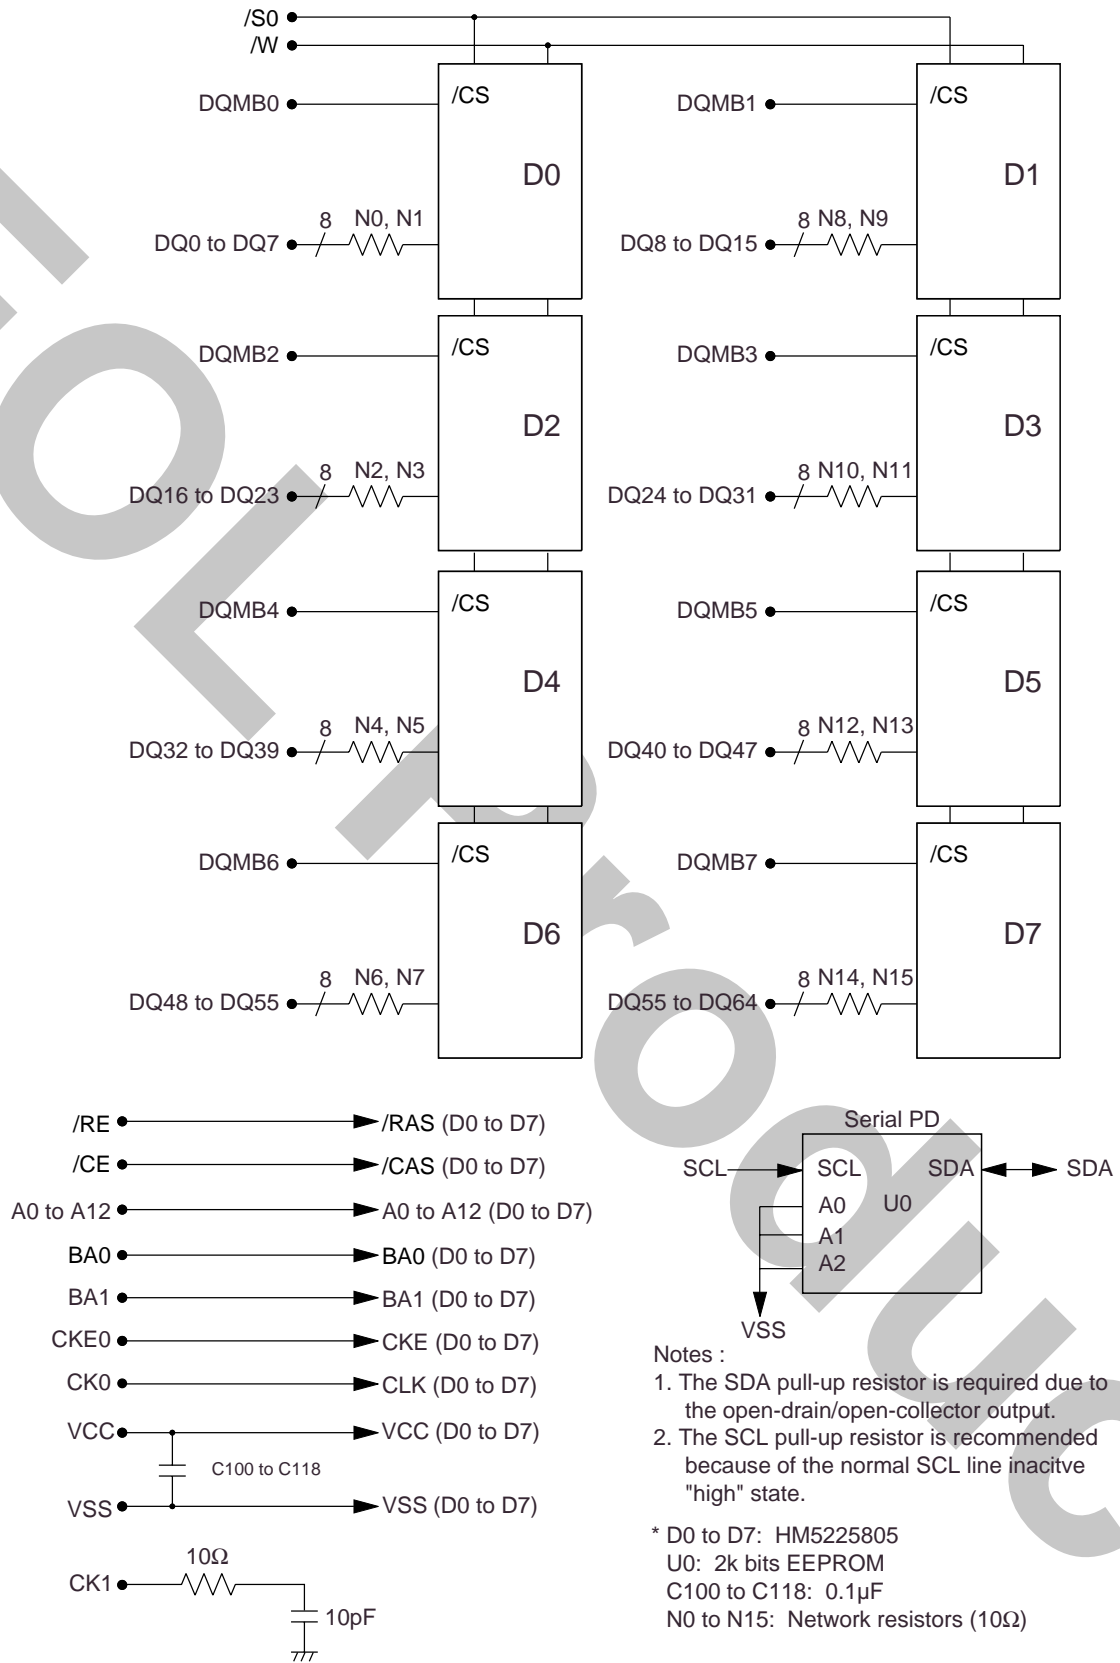 /S0
/W
DQMB0
/CS
DQMB1
/CS
D0
D1
8 N0, N1
8 N8, N9
DQ0 to DQ7
DQ8 to DQ15
DQMB2
/CS
DQMB3
/CS
D2
D3
8 N2, N3
8 N10, N11
DQ16 to DQ23
DQ24 to DQ31
DQMB4
/CS
DQMB5
/CS
D4
D5
8 N4, N5
8 N12, N13
DQ32 to DQ39
DQ40 to DQ47
DQMB6
/CS
DQMB7
/CS
D6
D7
8 N6, N7
8 N14, N15
DQ48 to DQ55
DQ55 to DQ64
/RE
/RAS (D0 to D7)
/CE
/CAS (D0 to D7)
A0 to A12
A0 to A12 (D0 to D7)
BA0
BA0 (D0 to D7)
BA1
BA1 (D0 to D7)
CKE0
CKE (D0 to D7)
CK0
CLK (D0 to D7)
VCC
VCC (D0 to D7)
C100 to C118
VSS
VSS (D0 to D7)
10Ω
CK1
10pF
Serial PD
SCL
SCL
SDA
SDA
A0
U0
A1
A2
VSS
Notes :
1. The SDA pull-up resistor is required due to
the open-drain/open-collector output.
2. The SCL pull-up resistor is recommended
because of the normal SCL line inacitve
"high" state.
* D0 to D7: HM5225805
U0: 2k bits EEPROM
C100 to C118: 0.1µF
N0 to N15: Network resistors (10Ω)
EOL Product